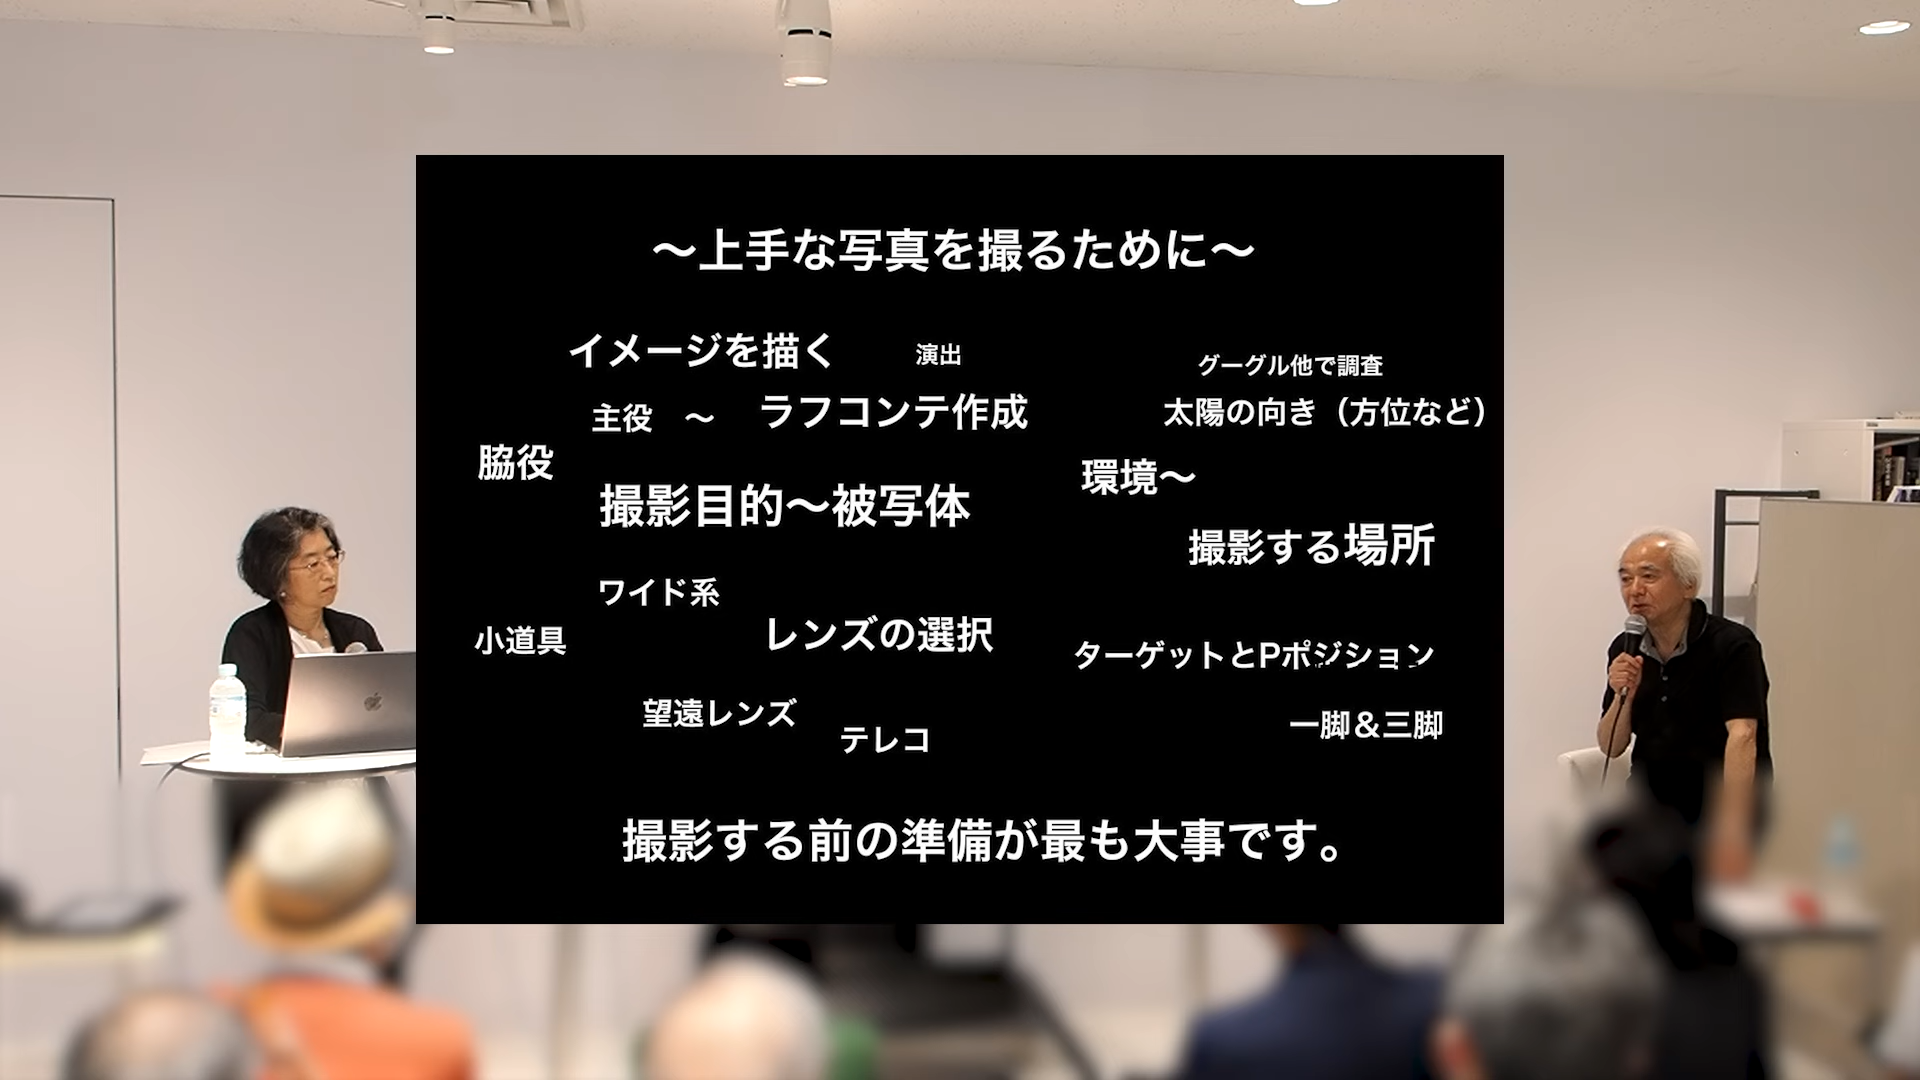 〜上手な写真を撮るために〜
イメージを描く
演出
グーグル他で調査
主役 〜 ラフコンテ作成
太陽の向き（方位など）
脇役
環境〜
撮影目的〜被写体
撮影する場所
ワイド系
小道具
レンズの選択
ターゲットとPポジション
望遠レンズ
テレコ
一脚＆三脚
撮影する前の準備が最も大事です。